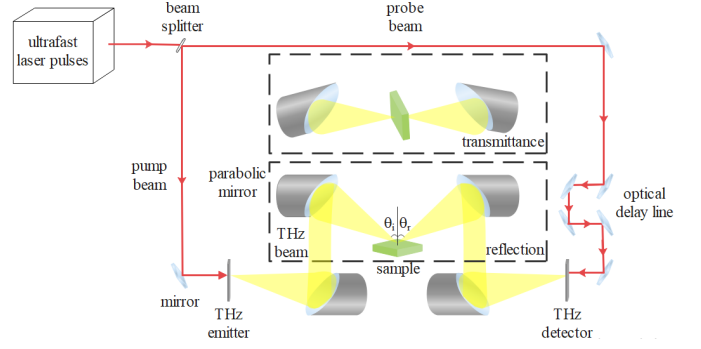 ultrafast
laser pulses
beam
splitter
probe
beam
transmittance
pump
beam
parabolic
mirror
optical
delay line
θi θr
THz
beam
reflection
sample
mirror
THz
emitter
THz
detector